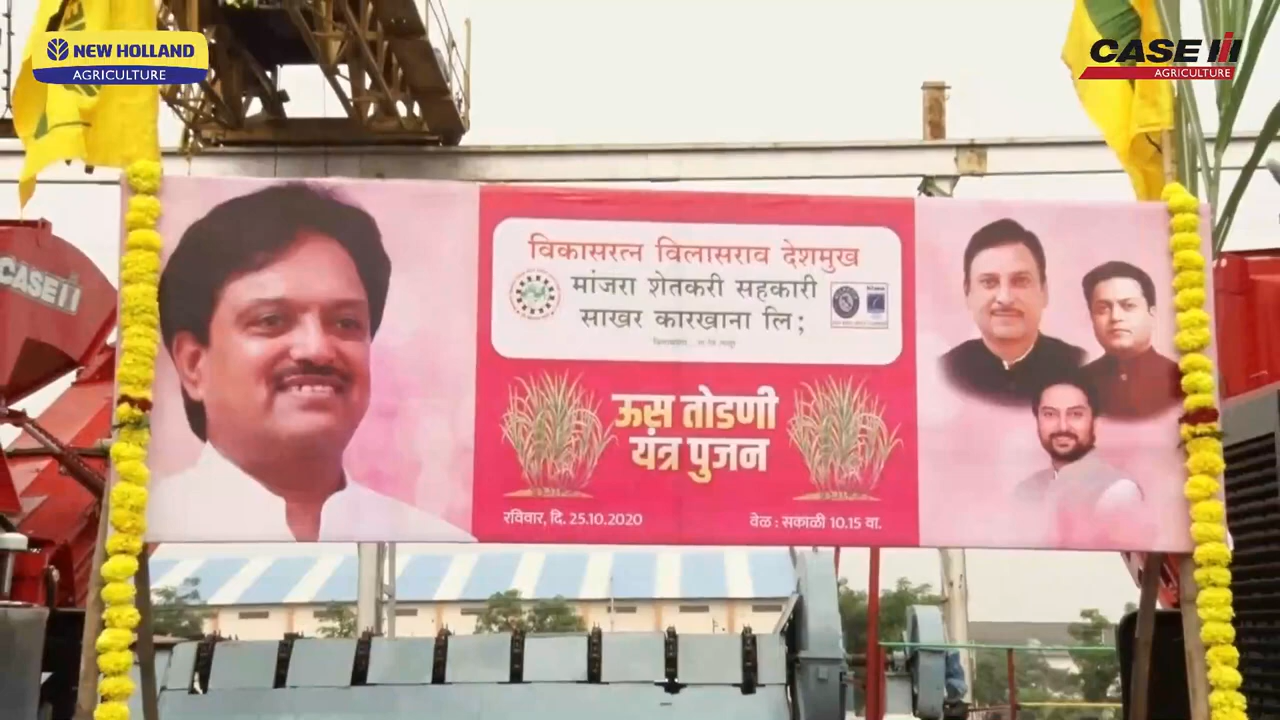 NEW HOLLAND
AGRICULTURE
CASE IH
AGRICULTURE
CASE IH
विकासरत्न विलासराव देशमुख
मांजरा शेतकरी सहकारी
साखर कारखाना लि;
ऊस तोडणी
यंत्र पुजन
रविवार, दि. 25.10.2020
वेळ : सकाळी 10.15 वा.